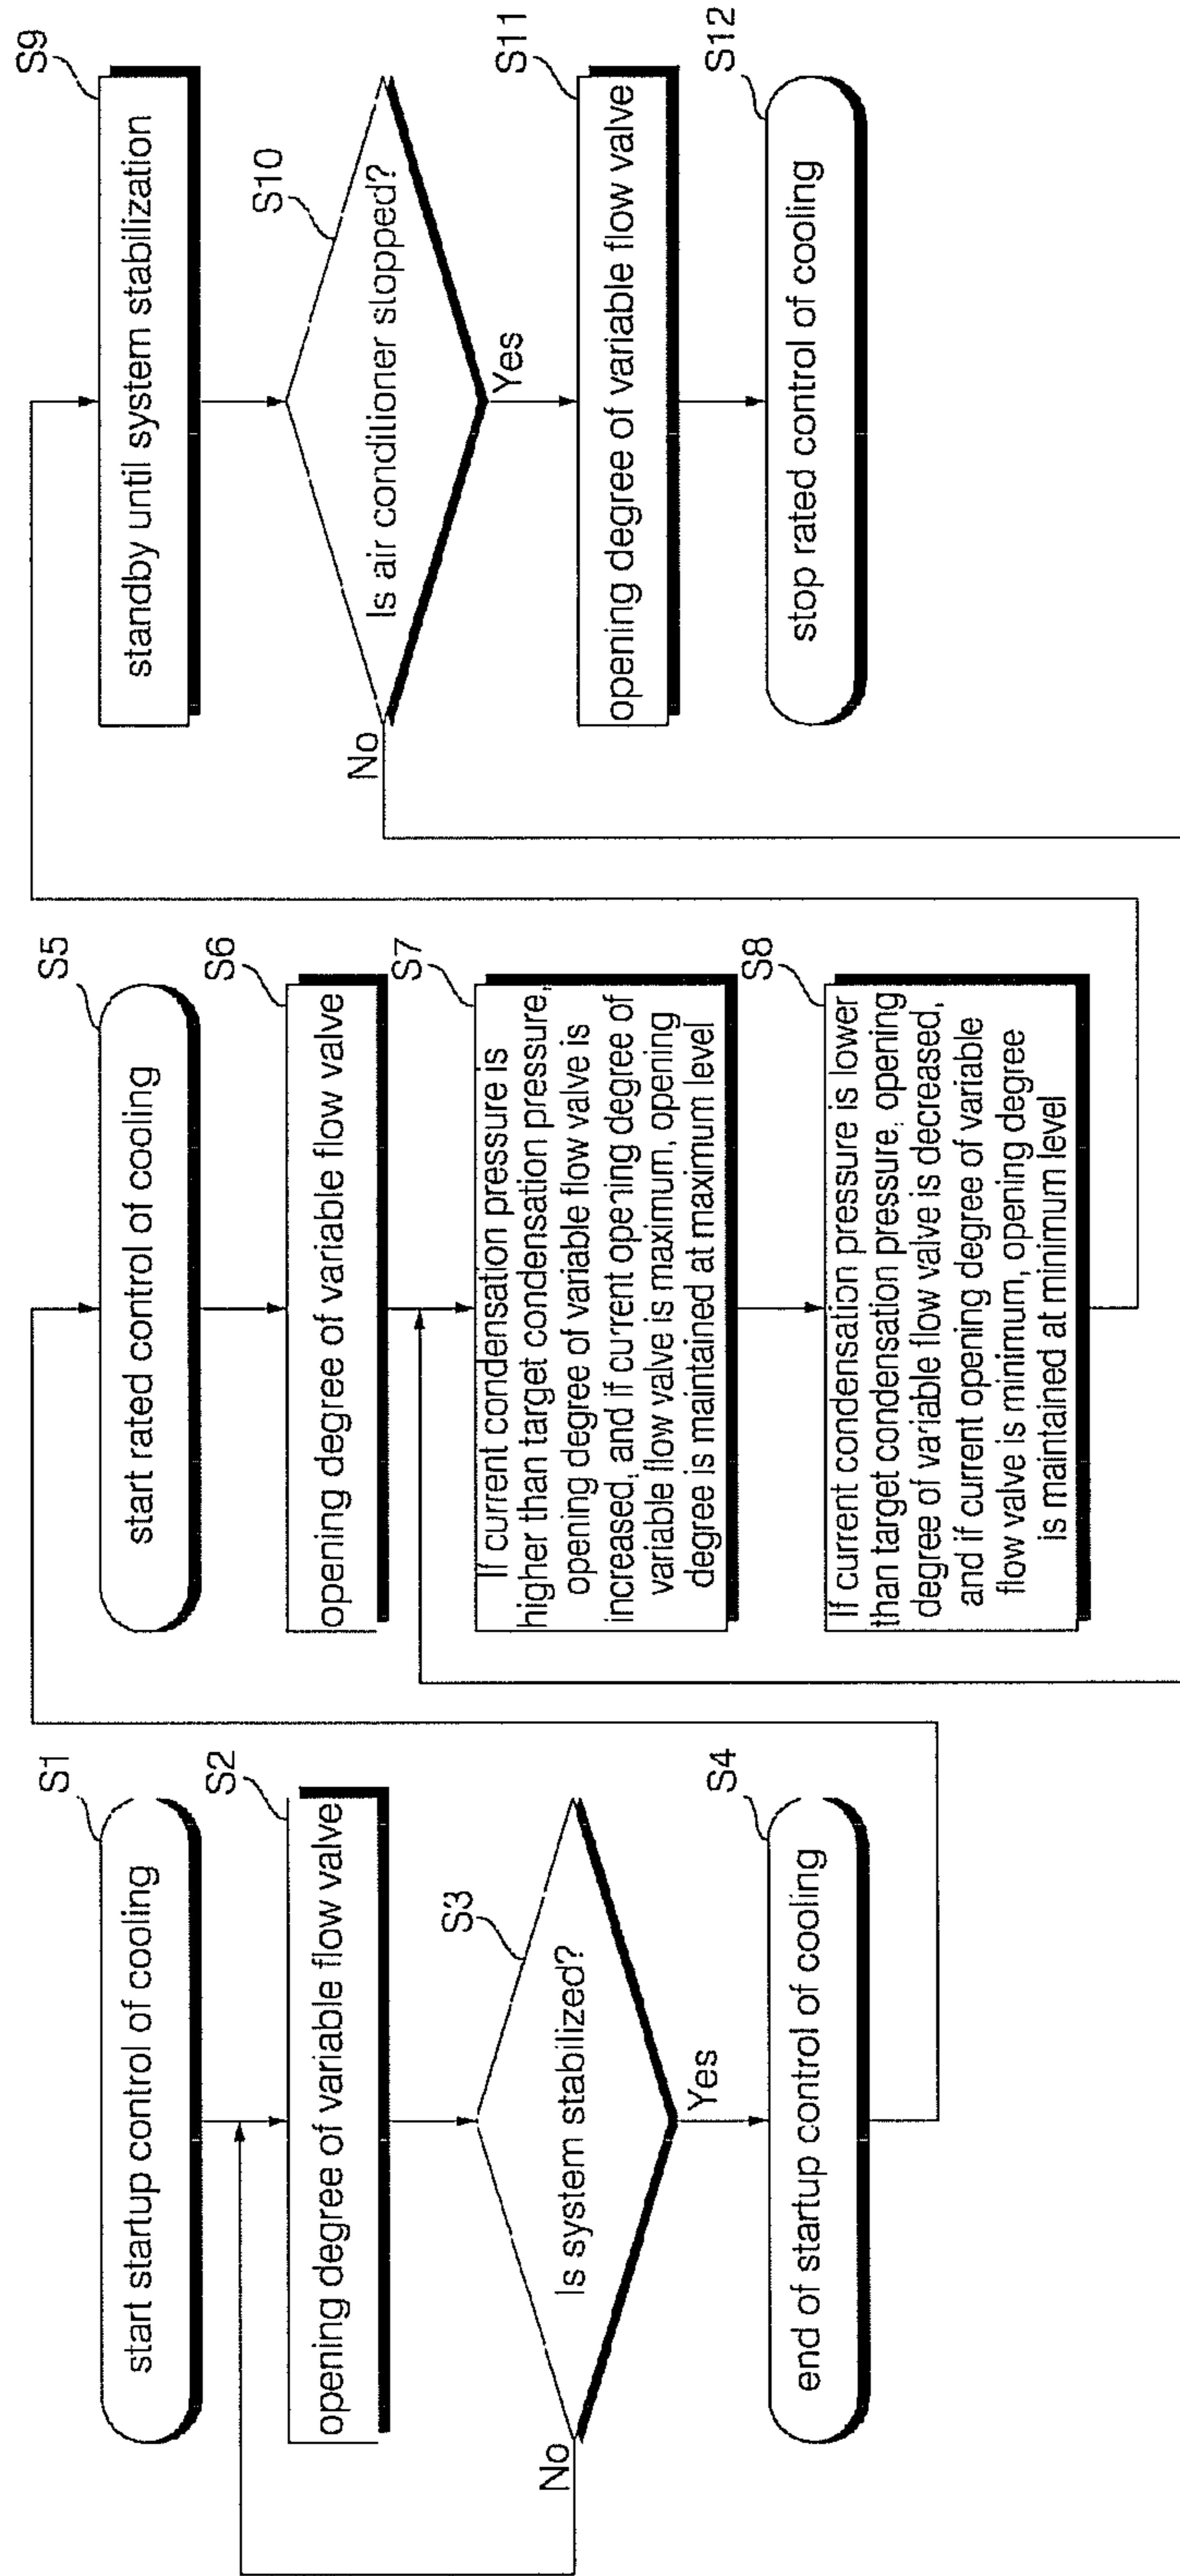 S1
start startup control of cooling
S2
opening degree of variable flow valve
S3
Is system stabilized?
No
Yes
S4
end of startup control of cooling
S5
start rated control of cooling
S6
opening degree of variable flow valve
S7
If current condensation pressure is
higher than target condensation pressure,
opening degree of variable flow valve is
increased, and if current opening degree of
variable flow valve is maximum, opening
degree is maintained at maximum level
S8
If current condensation pressure is lower
than target condensation pressure, opening
degree of variable flow valve is decreased,
and if current opening degree of variable
flow valve is minimum, opening degree
is maintained at minimum level
S9
standby until system stabilization
S10
Is air conditioner stopped?
No
Yes
S11
opening degree of variable flow valve
S12
stop rated control of cooling